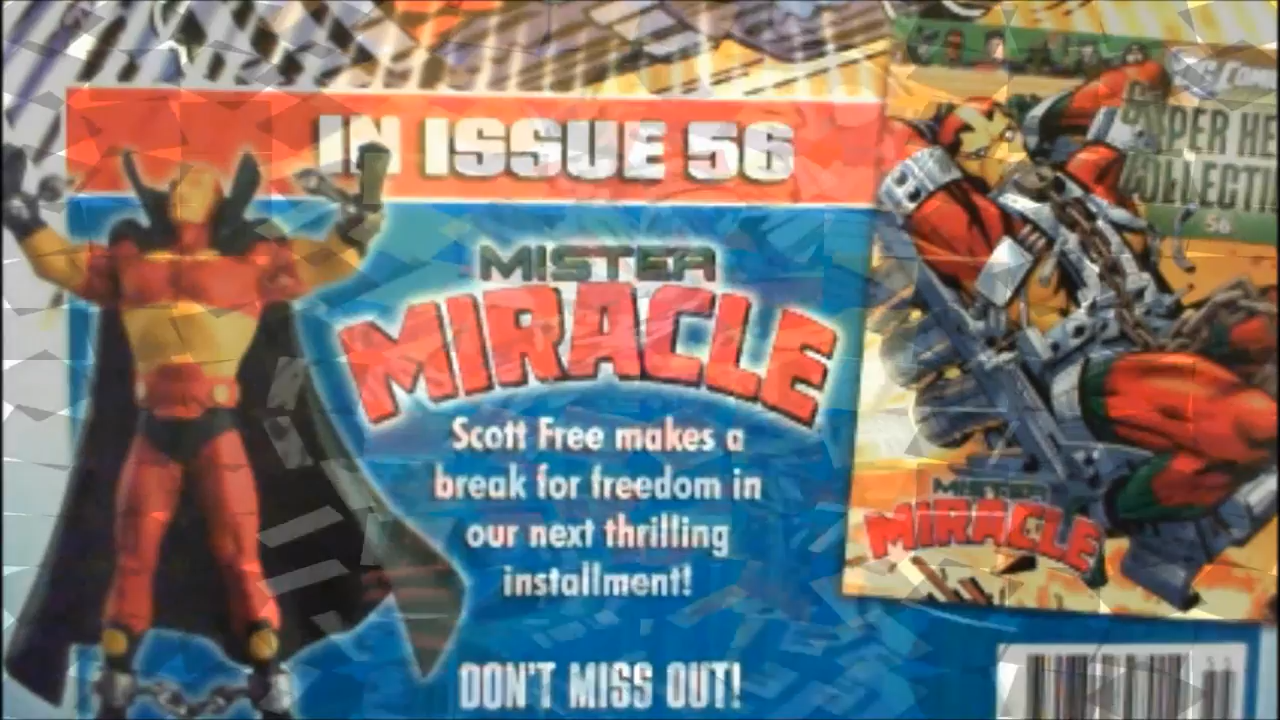 IN ISSUE 56
MISTER
MIRACLE
Scott Free makes a
break for freedom in
our next thrilling
installment!
DON'T MISS OUT!
56
MISTER
MIRACLE